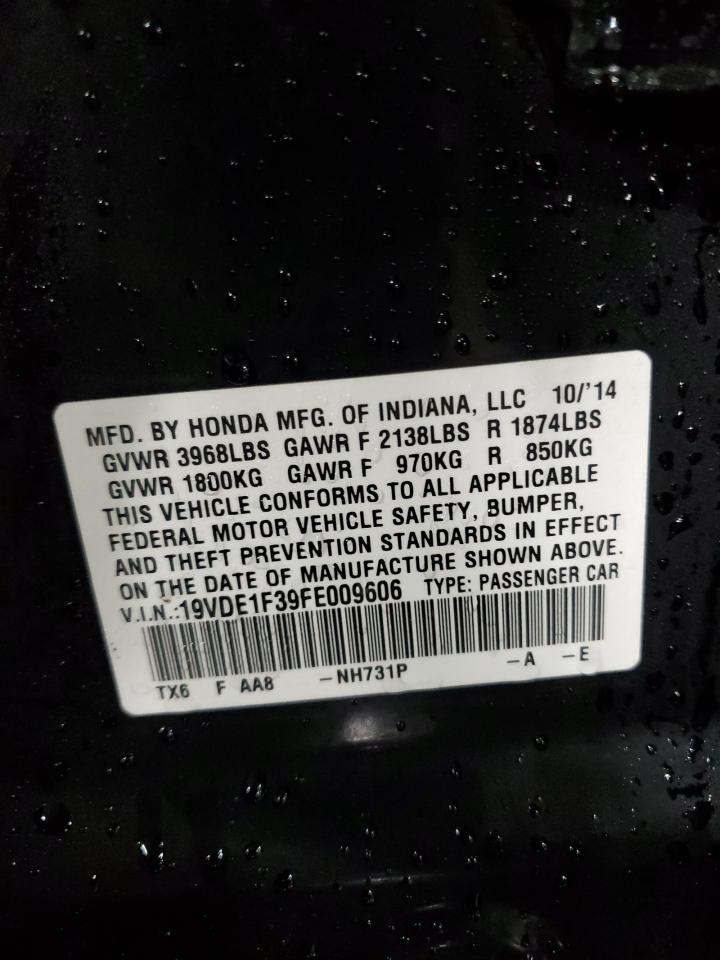 MFD. BY HONDA MFG. OF INDIANA, LLC 10/'14
GVWR 3968LBS GAWR F 2138LBS R 1874LBS
GVWR 1800KG GAWR F 970KG R 850KG
THIS VEHICLE CONFORMS TO ALL APPLICABLE
FEDERAL MOTOR VEHICLE SAFETY, BUMPER,
AND THEFT PREVENTION STANDARDS IN EFFECT
ON THE DATE OF MANUFACTURE SHOWN ABOVE.
V.I.N.:19VDE1F39FE009606 TYPE: PASSENGER CAR
TX6 F AA8 -NH731P -A -E